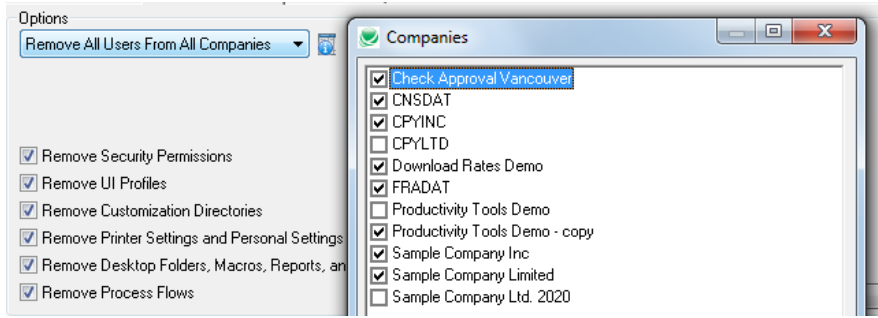 Options
Remove All Users From All Companies
Remove Security Permissions
Remove UI Profiles
Remove Customization Directories
Remove Printer Settings and Personal Settings
Remove Desktop Folders, Macros, Reports, an
Remove Process Flows
Companies
Check Approval Vancouver
CNSDAT
CPYINC
CPYLTD
Download Rates Demo
FRADAT
Productivity Tools Demo
Productivity Tools Demo - copy
Sample Company Inc
Sample Company Limited
Sample Company Ltd. 2020